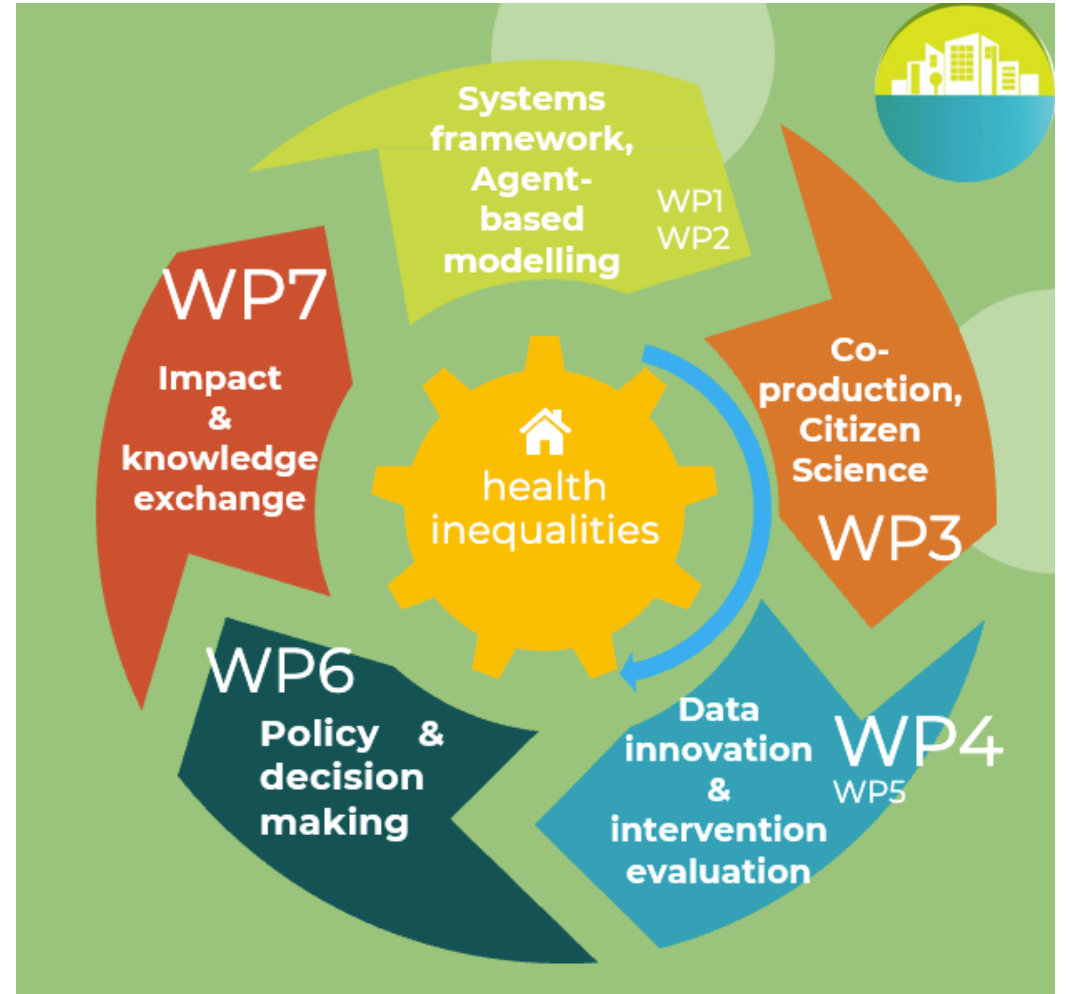 Systems
framework,
Agent-
based
modelling
WP1
WP2
Co-
production,
Citizen
Science
WP3
Data
innovation
&
intervention
evaluation
WP4
WP5
WP6
Policy &
decision
making
WP7
Impact
&
knowledge
exchange
health
inequalities